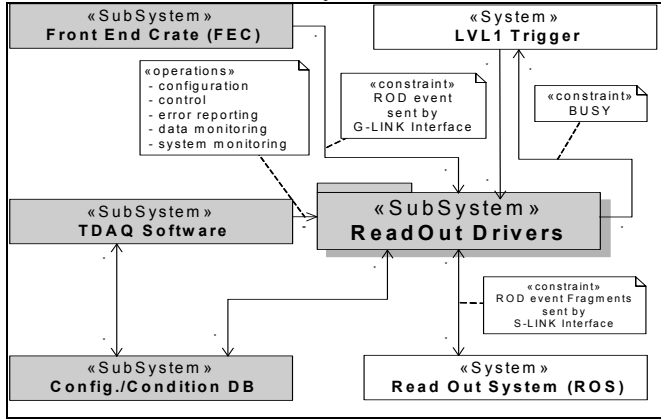 «SubSystem»
Front End Crate (FEC)
«System»
LVL1 Trigger
«operations»
- configuration
- control
- error reporting
- data monitoring
- system monitoring
«constraint»
ROD event
sent by
G-LINK Interface
«constraint»
BUSY
«SubSystem»
TDAQ Software
«SubSystem»
ReadOut Drivers
«constraint»
ROD event Fragments
sent by
S-LINK Interface
«SubSystem»
Config./Condition DB
«System»
Read Out System (ROS)